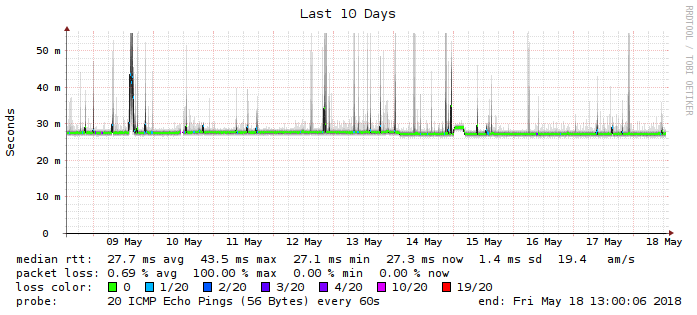 Last 10 Days
RRDTOOL / TOBI OETIKER
Seconds
50 m
40 m
30 m
20 m
10 m
0
09 May 10 May 11 May 12 May 13 May 14 May 15 May 16 May 17 May 18 May
median rtt: 27.7 ms avg 43.5 ms max 27.1 ms min 27.3 ms now 1.4 ms sd 19.4 am/s
packet loss: 0.69 % avg 100.00 % max 0.00 % min 0.00 % now
loss color: 0 1/20 2/20 3/20 4/20 10/20 19/20
probe: 20 ICMP Echo Pings (56 Bytes) every 60s end: Fri May 18 13:00:06 2018